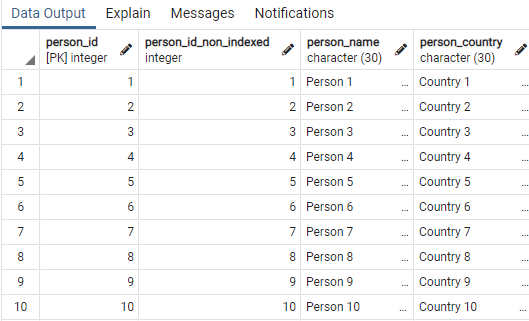 Data Output Explain Messages Notifications
person_id person_id_non_indexed person_name person_country
[PK] integer integer character (30) character (30)
1 1 1 Person 1 ... Country 1 ...
2 2 2 Person 2 ... Country 2 ...
3 3 3 Person 3 ... Country 3 ...
4 4 4 Person 4 ... Country 4 ...
5 5 5 Person 5 ... Country 5 ...
6 6 6 Person 6 ... Country 6 ...
7 7 7 Person 7 ... Country 7 ...
8 8 8 Person 8 ... Country 8 ...
9 9 9 Person 9 ... Country 9 ...
10 10 10 Person 10 ... Country 10 ...